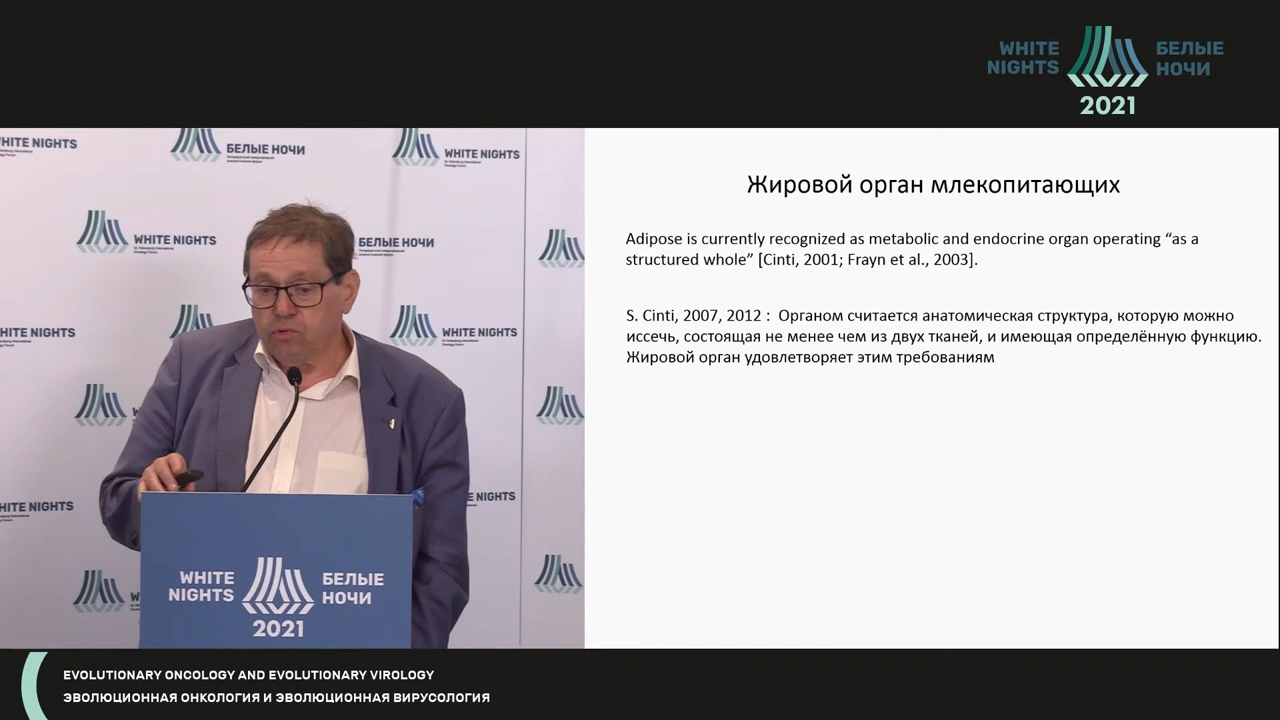 WHITE
NIGHTS
БЕЛЫЕ
НОЧИ
2021
WHITE NIGHTS
БЕЛЫЕ НОЧИ
WHITE NIGHTS
WHITE NIGHTS
БЕЛЫЕ НОЧИ
WHITE NIGHTS
WHITE
NIGHTS
БЕЛЫЕ
НОЧИ
2021
Жировой орган млекопитающих
Adipose is currently recognized as metabolic and endocrine organ operating “as a
structured whole” [Cinti, 2001; Frayn et al., 2003].
S. Cinti, 2007, 2012 : Органом считается анатомическая структура, которую можно
иссечь, состоящая не менее чем из двух тканей, и имеющая определённую функцию.
Жировой орган удовлетворяет этим требованиям
EVOLUTIONARY ONCOLOGY AND EVOLUTIONARY VIROLOGY
ЭВОЛЮЦИОННАЯ ОНКОЛОГИЯ И ЭВОЛЮЦИОННАЯ ВИРУСОЛОГИЯ